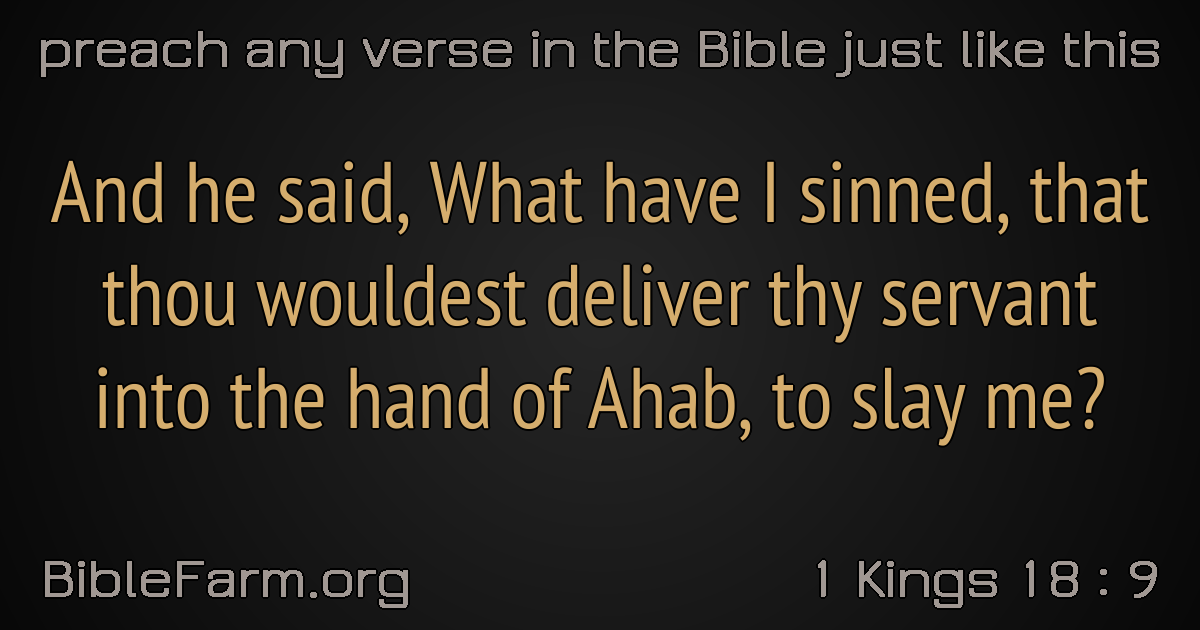 preach any verse in the Bible just like this
And he said, What have I sinned, that
thou wouldest deliver thy servant
into the hand of Ahab, to slay me?
BibleFarm.org
1 Kings 18 : 9